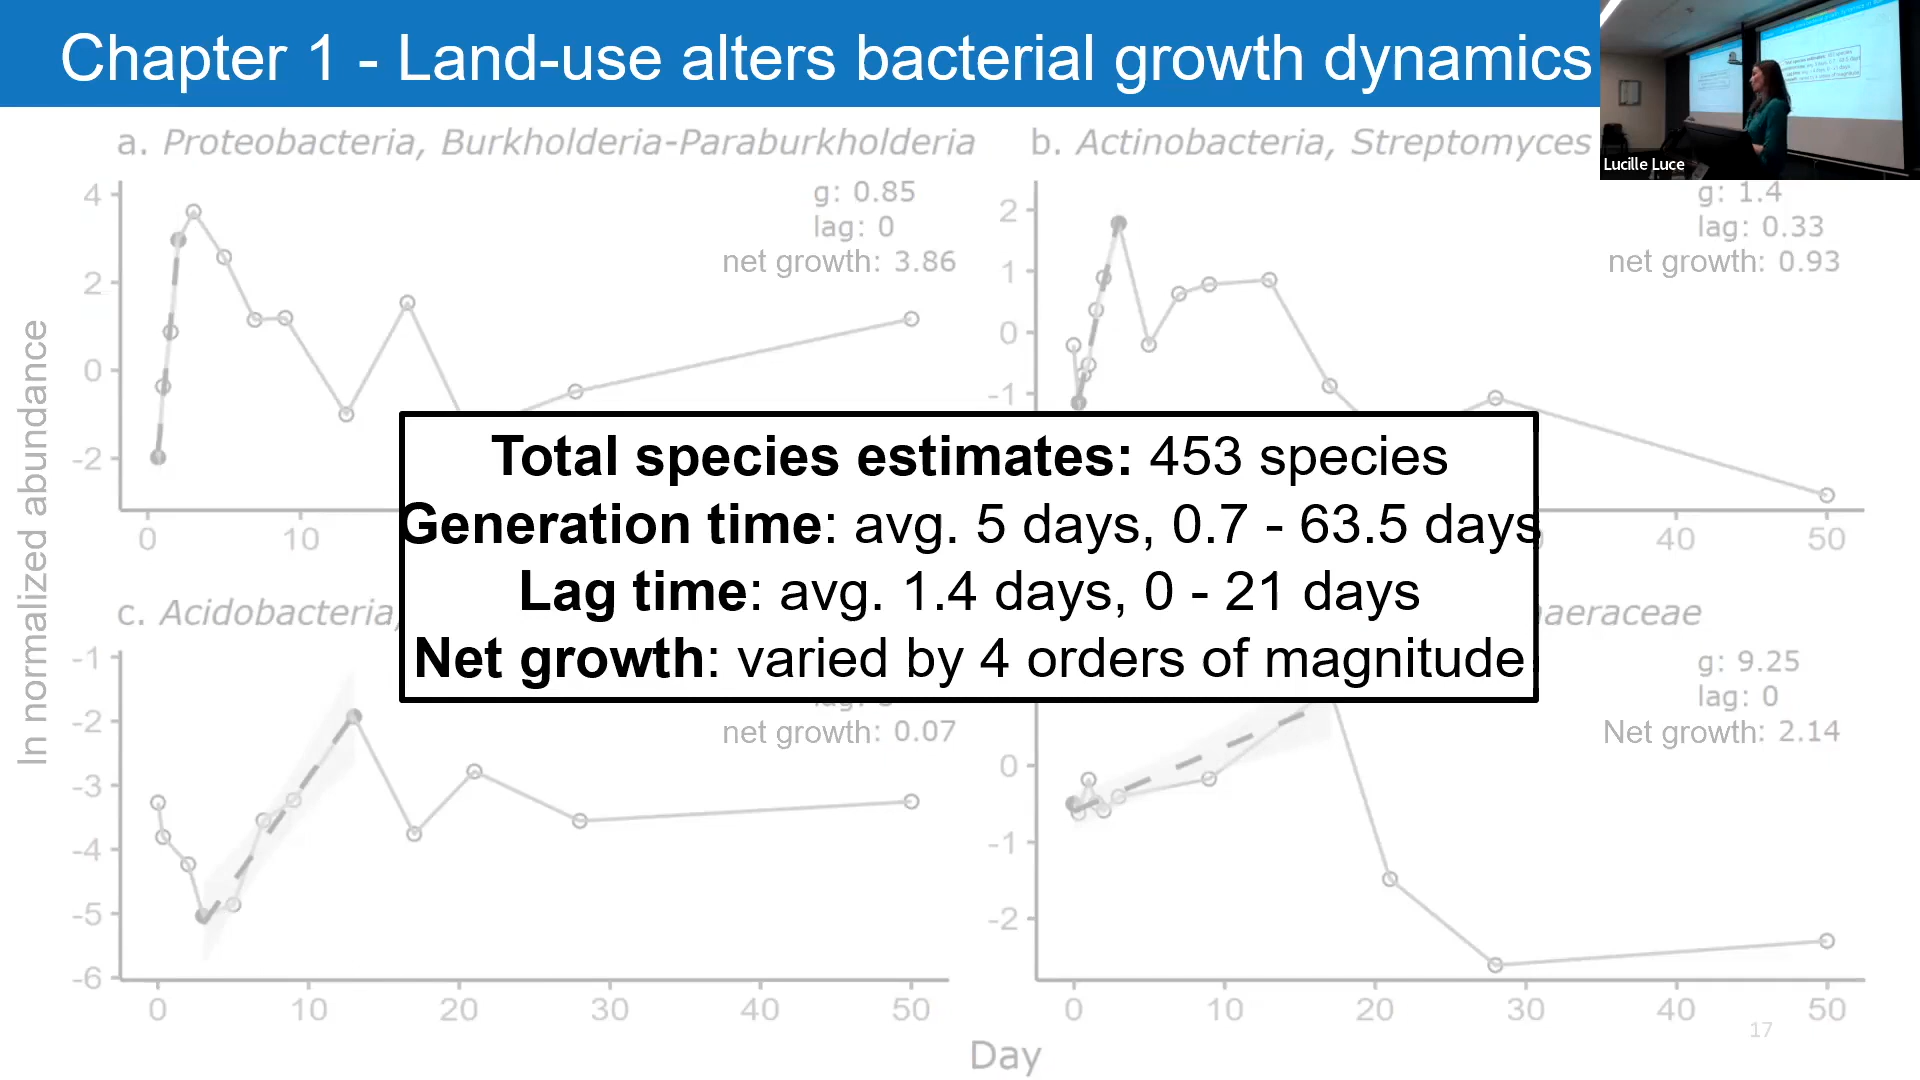 Chapter 1 - Land-use alters bacterial growth dynamics
Lucille Luce
a. Proteobacteria, Burkholderia-Paraburkholderia
g: 0.85
lag: 0
net growth: 3.86
4
2
0
-2
0
10
b. Actinobacteria, Streptomyces
g: 1.4
lag: 0.33
net growth: 0.93
2
1
0
-1
40
50
ln normalized abundance
Total species estimates: 453 species
Generation time: avg. 5 days, 0.7 - 63.5 days
Lag time: avg. 1.4 days, 0 - 21 days
Net growth: varied by 4 orders of magnitude
c. Acidobacteria,
net growth: 0.07
-1
-2
-3
-4
-5
-6
0 10 20 30 40 50
g: 9.25
lag: 0
Net growth: 2.14
0
-1
-2
0 10 20 30 40 50
Day
17